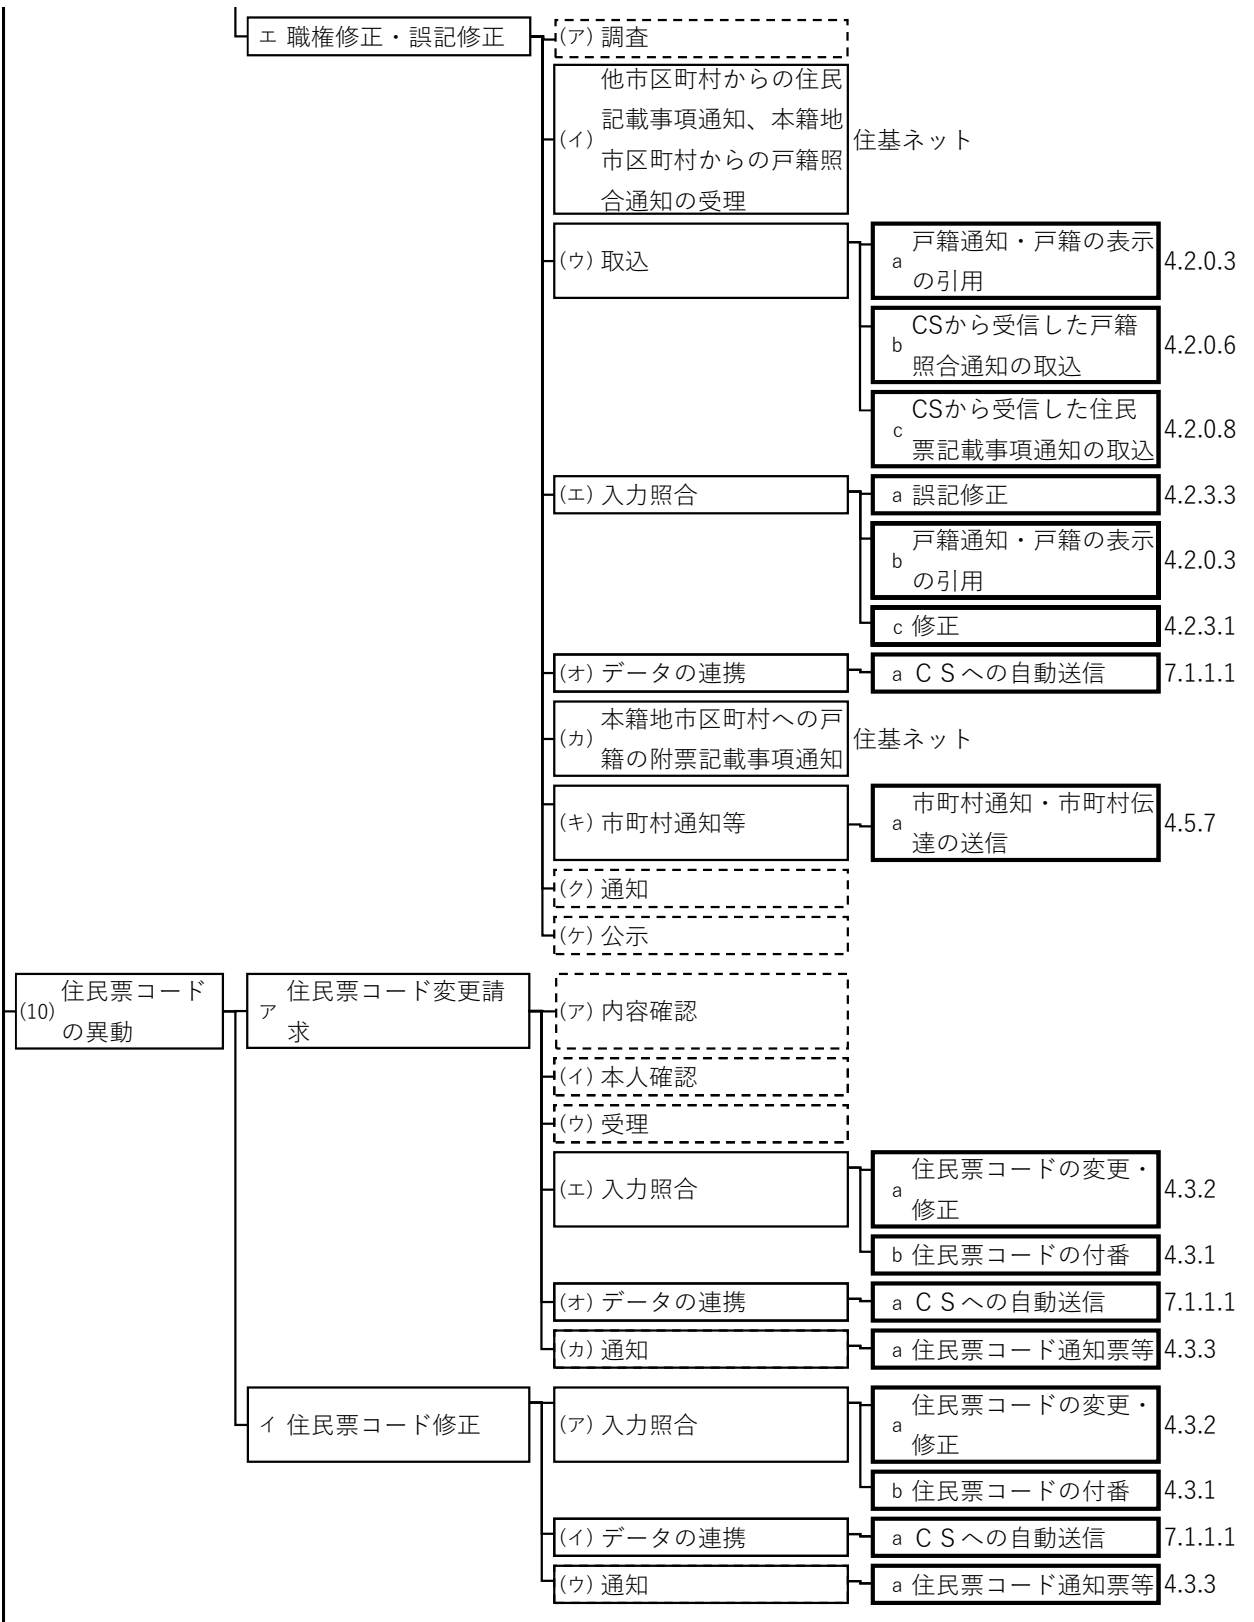 エ 職権修正・誤記修正
(ア) 調査
(イ)
他市区町村からの住民
記載事項通知、本籍地
市区町村からの戸籍照
合通知の受理
住基ネット
(ウ) 取込
a
戸籍通知・戸籍の表示
の引用
4.2.0.3
b
CSから受信した戸籍
照合通知の取込
4.2.0.6
c
CSから受信した住民
票記載事項通知の取込
4.2.0.8
(エ) 入力照合
a 誤記修正
4.2.3.3
b
戸籍通知・戸籍の表示
の引用
4.2.0.3
c 修正
4.2.3.1
(オ) データの連携
a ＣＳへの自動送信
7.1.1.1
(カ)
本籍地市区町村への戸
籍の附票記載事項通知
住基ネット
(キ) 市町村通知等
a
市町村通知・市町村伝
達の送信
4.5.7
(ク) 通知
(ケ) 公示
(10)
住民票コード
の異動
ア
住民票コード変更請
求
(ア) 内容確認
(イ) 本人確認
(ウ) 受理
(エ) 入力照合
a
住民票コードの変更・
修正
4.3.2
b 住民票コードの付番
4.3.1
(オ) データの連携
a ＣＳへの自動送信
7.1.1.1
(カ) 通知
a 住民票コード通知票等
4.3.3
イ 住民票コード修正
(ア) 入力照合
a
住民票コードの変更・
修正
4.3.2
b 住民票コードの付番
4.3.1
(イ) データの連携
a ＣＳへの自動送信
7.1.1.1
(ウ) 通知
a 住民票コード通知票等
4.3.3